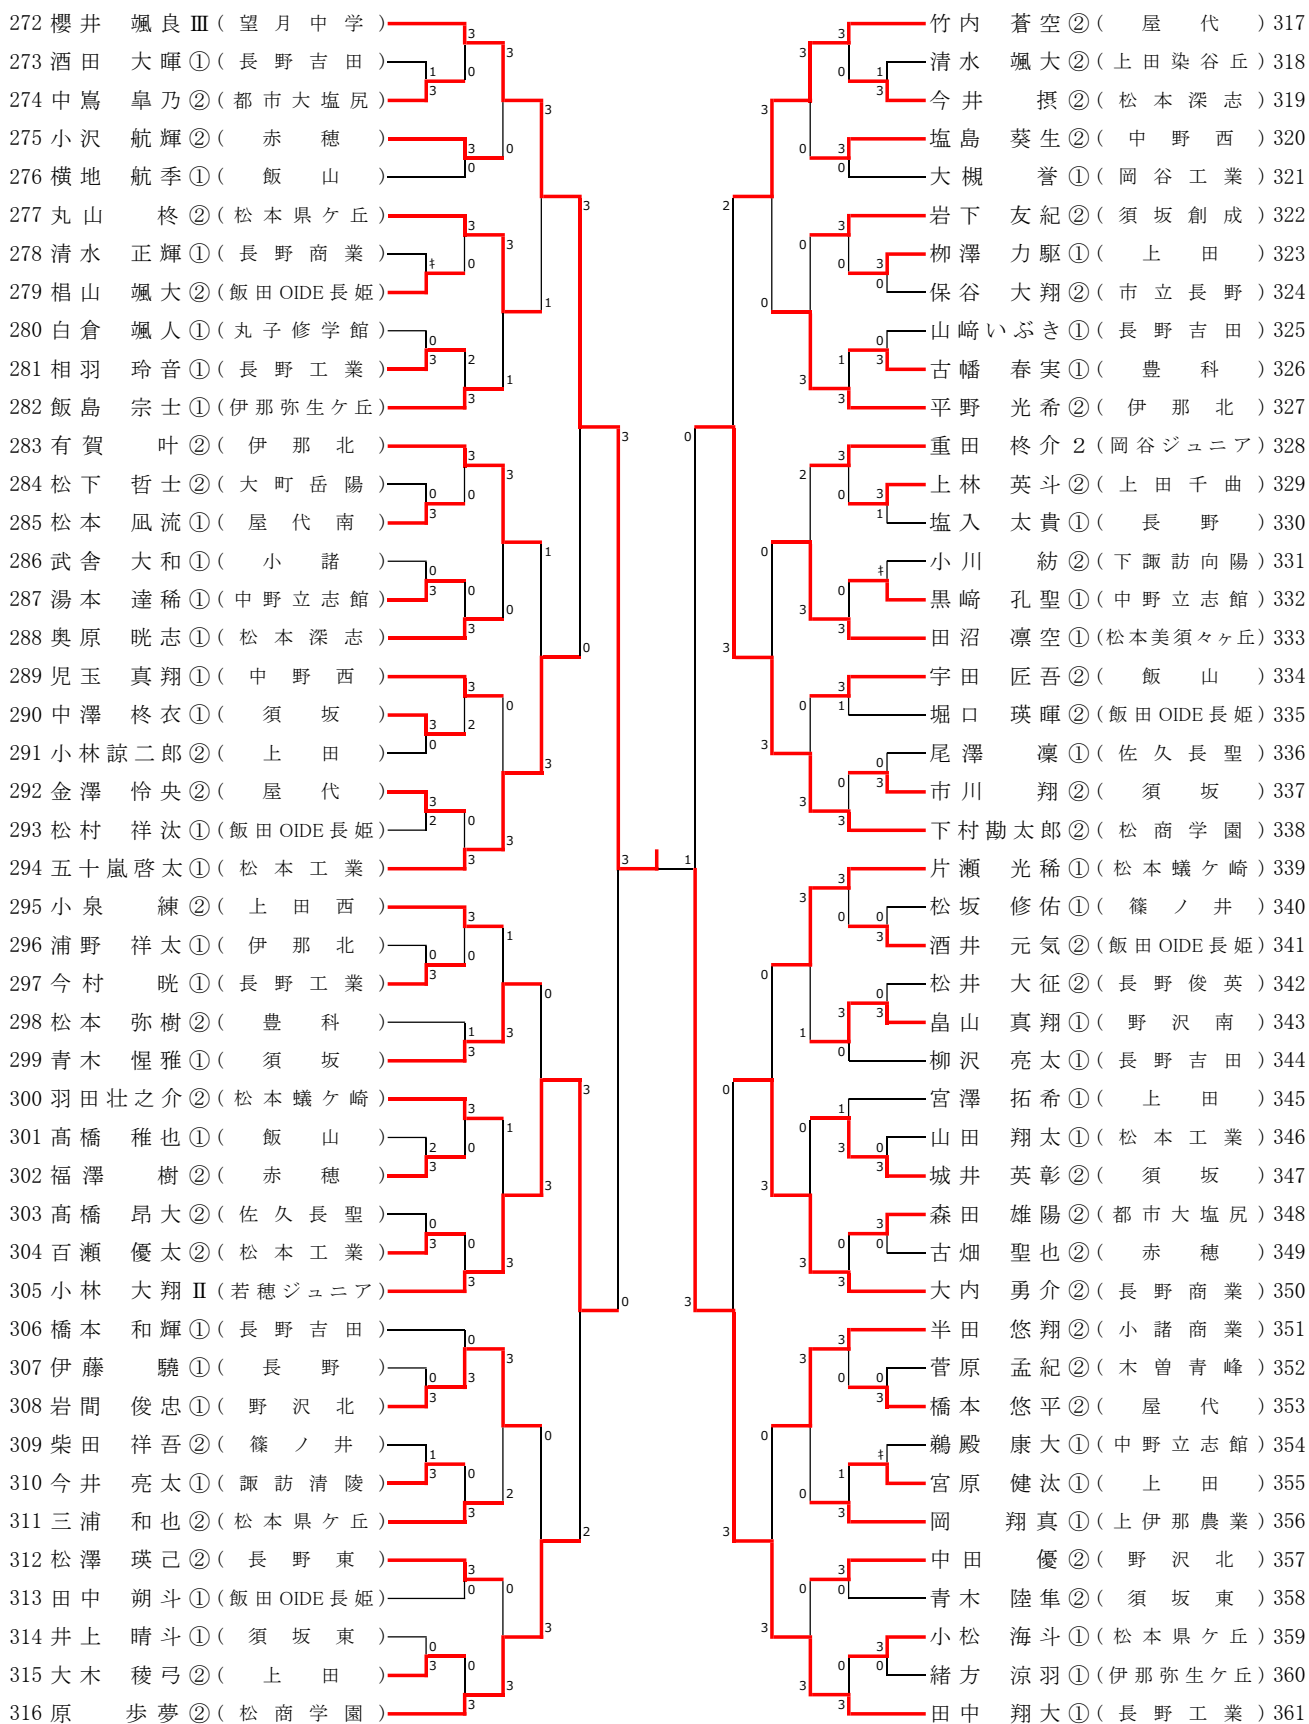 272 櫻井 颯良 Ⅲ ( 望月中学 )
273 酒田 大暉 ① ( 長野吉田 )
274 中嶌 皐乃 ② ( 都市大塩尻 )
275 小沢 航輝 ② ( 赤穂 )
276 横地 航季 ① ( 飯山 )
277 丸山 柊 ② ( 松本県ケ丘 )
278 清水 正輝 ① ( 長野商業 )
279 椙山 颯大 ② ( 飯田OIDE長姫 )
280 白倉 颯人 ① ( 丸子修学館 )
281 相羽 玲音 ① ( 長野工業 )
282 飯島 宗士 ① ( 伊那弥生ケ丘 )
283 有賀 叶 ② ( 伊那北 )
284 松下 哲士 ② ( 大町岳陽 )
285 松本 凪流 ① ( 屋代南 )
286 武舎 大和 ① ( 小諸 )
287 湯本 達稀 ① ( 中野立志館 )
288 奥原 晄志 ① ( 松本深志 )
289 児玉 真翔 ① ( 中野西 )
290 中澤 柊衣 ① ( 須坂 )
291 小林諒二郎 ② ( 上田 )
292 金澤 怜央 ② ( 屋代 )
293 松村 祥汰 ① ( 飯田OIDE長姫 )
294 五十嵐啓太 ① ( 松本工業 )
295 小泉 練 ② ( 上田西 )
296 浦野 祥太 ① ( 伊那北 )
297 今村 晄 ① ( 長野工業 )
298 松本 弥樹 ② ( 豊科 )
299 青木 惺雅 ① ( 須坂 )
300 羽田壮之介 ② ( 松本蟻ケ崎 )
301 髙橋 稚也 ① ( 飯山 )
302 福澤 樹 ② ( 赤穂 )
303 髙橋 昂大 ② ( 佐久長聖 )
304 百瀬 優太 ② ( 松本工業 )
305 小林 大翔 Ⅱ ( 若穂ジュニア )
306 橋本 和輝 ① ( 長野吉田 )
307 伊藤 驍 ① ( 長野 )
308 岩間 俊忠 ① ( 野沢北 )
309 柴田 祥吾 ② ( 篠ノ井 )
310 今井 亮太 ① ( 諏訪清陵 )
311 三浦 和也 ② ( 松本県ケ丘 )
312 松澤 瑛己 ② ( 長野東 )
313 田中 朔斗 ① ( 飯田OIDE長姫 )
314 井上 晴斗 ① ( 須坂東 )
315 大木 稜弓 ② ( 上田 )
316 原 歩夢 ② ( 松商学園 )
竹内 蒼空 ② ( 屋代 ) 317
清水 颯大 ② ( 上田染谷丘 ) 318
今井 摂 ② ( 松本深志 ) 319
塩島 葵生 ② ( 中野西 ) 320
大槻 誉 ① ( 岡谷工業 ) 321
岩下 友紀 ② ( 須坂創成 ) 322
栁澤 力駆 ① ( 上田 ) 323
保谷 大翔 ② ( 市立長野 ) 324
山﨑いぶき ① ( 長野吉田 ) 325
古幡 春実 ① ( 豊科 ) 326
平野 光希 ② ( 伊那北 ) 327
重田 柊介 2 ( 岡谷ジュニア ) 328
上林 英斗 ② ( 上田千曲 ) 329
塩入 太貴 ① ( 長野 ) 330
小川 紡 ② ( 下諏訪向陽 ) 331
黒﨑 孔聖 ① ( 中野立志館 ) 332
田沼 凛空 ① ( 松本美須々ヶ丘 ) 333
宇田 匠吾 ② ( 飯山 ) 334
堀口 瑛暉 ② ( 飯田OIDE長姫 ) 335
尾澤 凜 ① ( 佐久長聖 ) 336
市川 翔 ② ( 須坂 ) 337
下村勘太郎 ② ( 松商学園 ) 338
片瀬 光稀 ① ( 松本蟻ケ崎 ) 339
松坂 修佑 ① ( 篠ノ井 ) 340
酒井 元気 ② ( 飯田OIDE長姫 ) 341
松井 大征 ② ( 長野俊英 ) 342
畠山 真翔 ① ( 野沢南 ) 343
柳沢 亮太 ① ( 長野吉田 ) 344
宮澤 拓希 ① ( 上田 ) 345
山田 翔太 ① ( 松本工業 ) 346
城井 英彰 ② ( 須坂 ) 347
森田 雄陽 ② ( 都市大塩尻 ) 348
古畑 聖也 ② ( 赤穂 ) 349
大内 勇介 ② ( 長野商業 ) 350
半田 悠翔 ② ( 小諸商業 ) 351
菅原 孟紀 ② ( 木曽青峰 ) 352
橋本 悠平 ② ( 屋代 ) 353
鵜殿 康大 ① ( 中野立志館 ) 354
宮原 健汰 ① ( 上田 ) 355
岡 翔真 ① ( 上伊那農業 ) 356
中田 優 ② ( 野沢北 ) 357
青木 陸隼 ② ( 須坂東 ) 358
小松 海斗 ① ( 松本県ケ丘 ) 359
緒方 涼羽 ① ( 伊那弥生ケ丘 ) 360
田中 翔大 ① ( 長野工業 ) 361